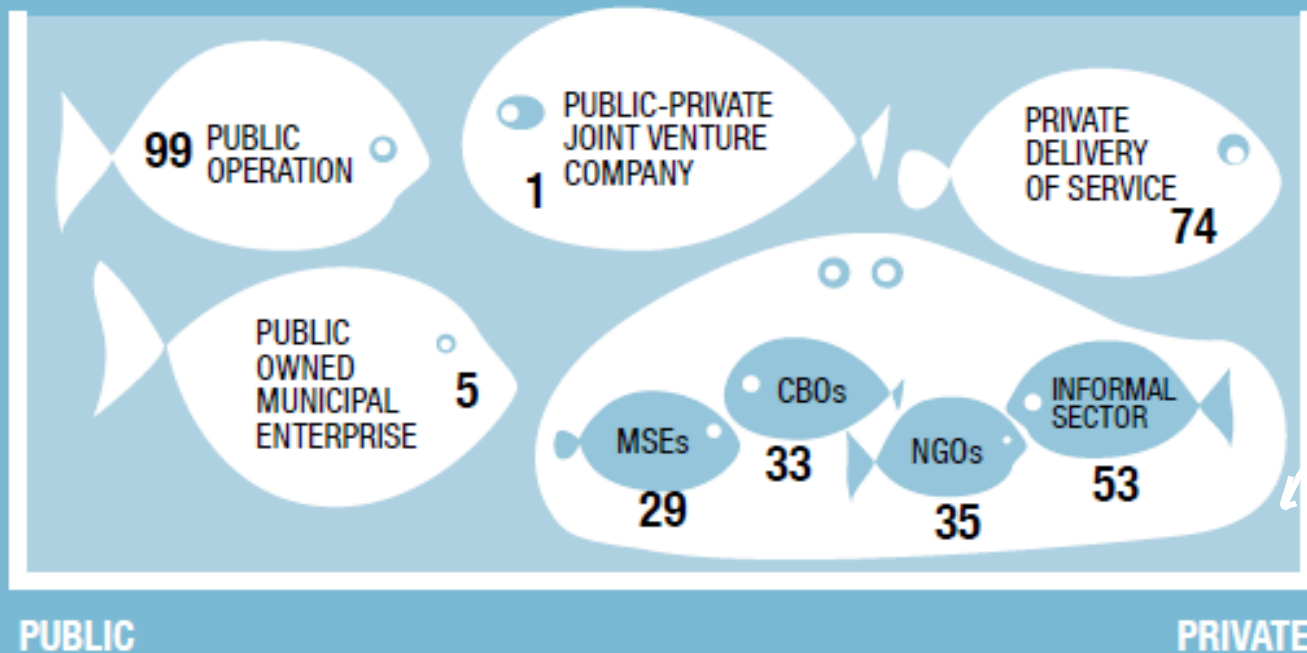 99 PUBLIC
OPERATION
PUBLIC-PRIVATE
JOINT VENTURE
COMPANY
1
PRIVATE
DELIVERY
OF SERVICE
74
PUBLIC
OWNED
MUNICIPAL
ENTERPRISE
5
MSEs
29
CBOs
33
NGOs
35
INFORMAL
SECTOR
53
PUBLIC
PRIVATE